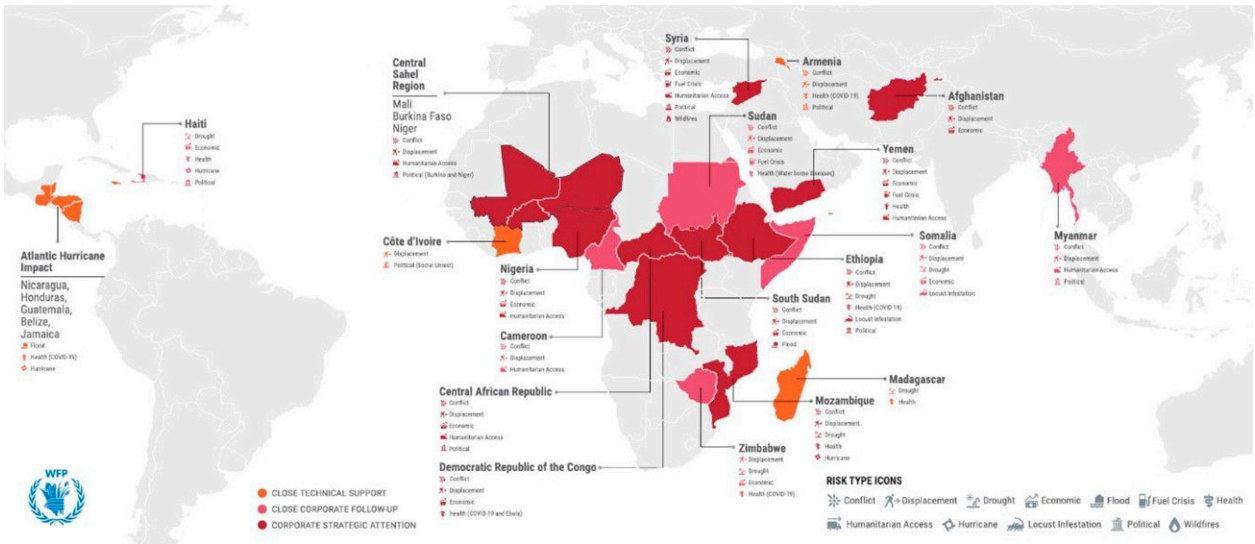 Haiti
Drought
Economic
Health
Hurricane
Political
Atlantic Hurricane
Impact
Nicaragua,
Honduras,
Guatemala,
Belize,
Jamaica
Flood
Health (COVID-19)
Hurricane
Central
Sahel
Region
Mali
Burkina Faso
Niger
Conflict
Displacement
Humanitarian Access
Political (Burkina and Niger)
Syria
Conflict
Displacement
Economic
Fuel Crisis
Humanitarian Access
Political
Wildfires
Armenia
Conflict
Displacement
Health (COVID-19)
Political
Sudan
Conflict
Displacement
Economic
Fuel Crisis
Health (Water borne diseases)
Afghanistan
Conflict
Displacement
Economic
Yemen
Conflict
Displacement
Economic
Fuel Crisis
Health
Humanitarian Access
Côte d'Ivoire
Displacement
Political (Social Unrest)
Nigeria
Conflict
Displacement
Economic
Humanitarian Access
Cameroon
Conflict
Displacement
Humanitarian Access
Central African Republic
Conflict
Displacement
Economic
Humanitarian Access
Political
Democratic Republic of the Congo
Conflict
Displacement
Economic
Health (COVID-19 and Ebola)
South Sudan
Conflict
Displacement
Economic
Flood
Ethiopia
Conflict
Displacement
Drought
Health (COVID-19)
Locust Infestation
Political
Somalia
Conflict
Displacement
Drought
Economic
Locust Infestation
Myanmar
Conflict
Displacement
Humanitarian Access
Political
Madagascar
Drought
Health
Mozambique
Conflict
Displacement
Drought
Health
Hurricane
Zimbabwe
Displacement
Drought
Economic
Health (COVID-19)
WFP
CLOSE TECHNICAL SUPPORT
CLOSE CORPORATE FOLLOW-UP
CORPORATE STRATEGIC ATTENTION
RISK TYPE ICONS
Conflict Displacement Drought Economic Flood Fuel Crisis Health
Humanitarian Access Hurricane Locust Infestation Political Wildfires